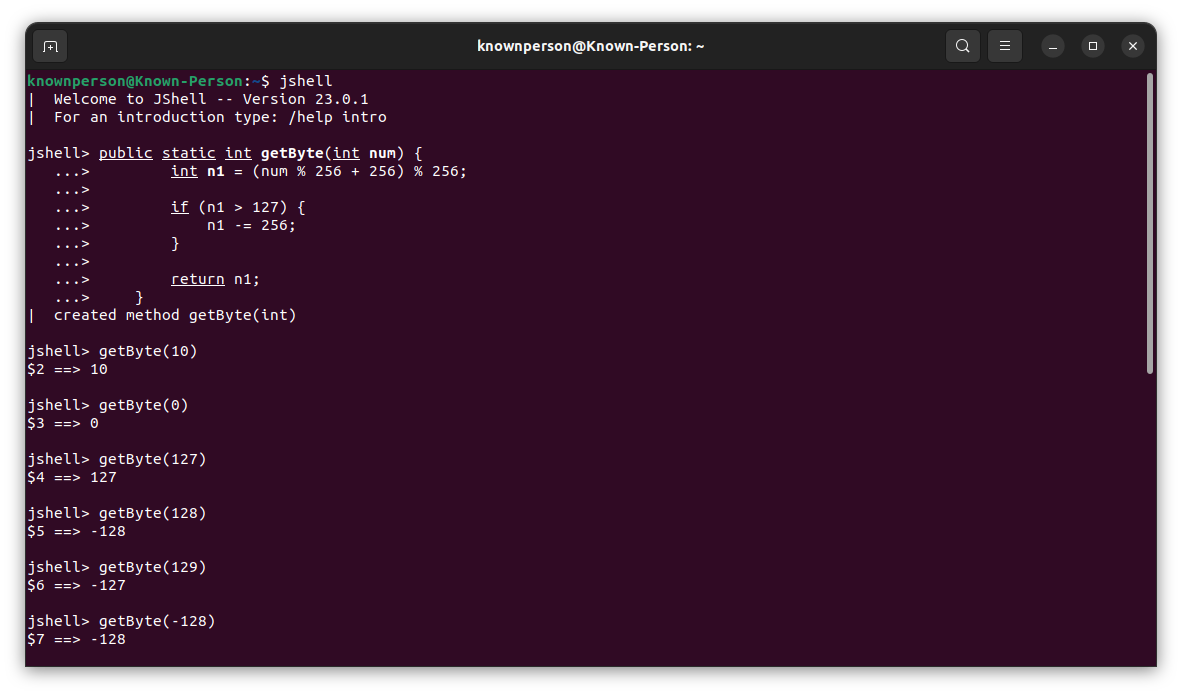 knownperson@Known-Person: ~
knownperson@Known-Person:~$ jshell
|  Welcome to JShell -- Version 23.0.1
|  For an introduction type: /help intro

jshell> public static int getByte(int num) {
   ...>         int n1 = (num % 256 + 256) % 256;
   ...>
   ...>         if (n1 > 127) {
   ...>             n1 -= 256;
   ...>         }
   ...>
   ...>         return n1;
   ...>     }
|  created method getByte(int)

jshell> getByte(10)
$2 ==> 10

jshell> getByte(0)
$3 ==> 0

jshell> getByte(127)
$4 ==> 127

jshell> getByte(128)
$5 ==> -128

jshell> getByte(129)
$6 ==> -127

jshell> getByte(-128)
$7 ==> -128